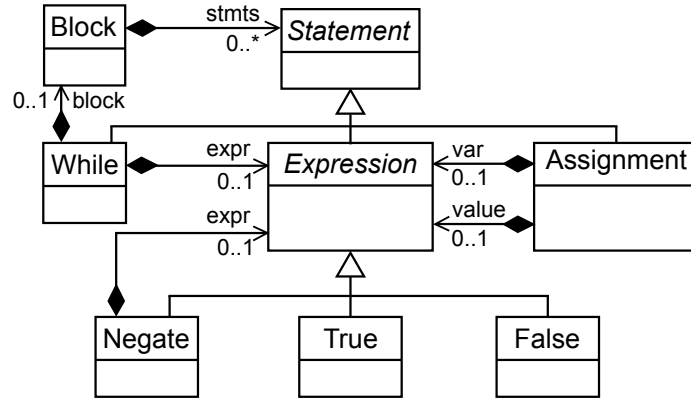 Block
stmts
0..*
Statement
0..1
block
While
expr
0..1
Expression
var
0..1
Assignment
expr
0..1
value
0..1
Negate
True
False